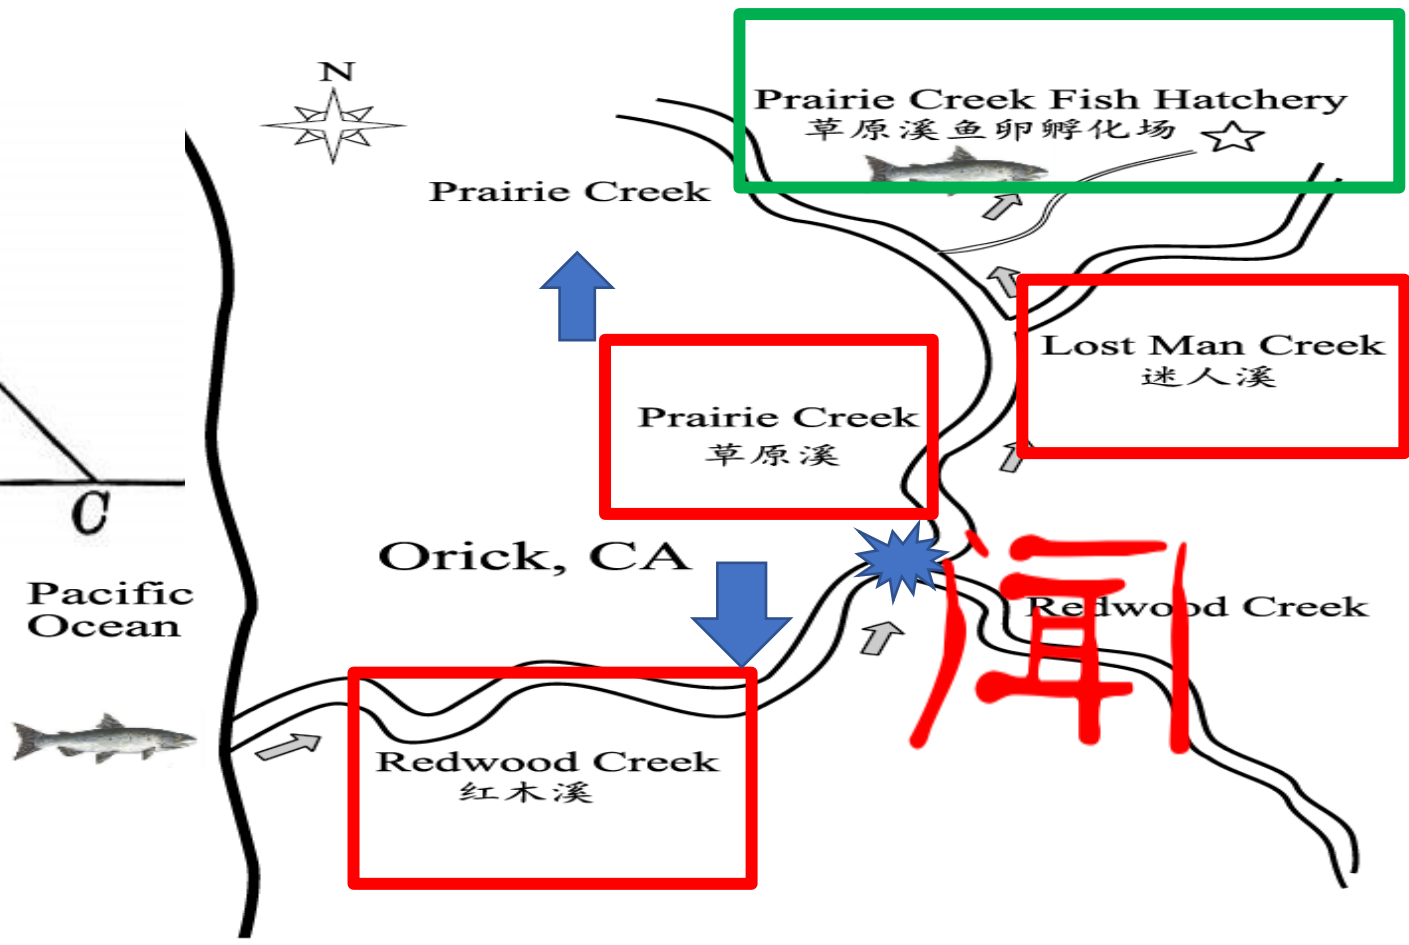 N
Prairie Creek Fish Hatchery
草原溪鱼卵孵化场
Prairie Creek
Lost Man Creek
迷人溪
Prairie Creek
草原溪
C
Orick, CA
Pacific
Ocean
Redwood Creek
闻
Redwood Creek
红木溪